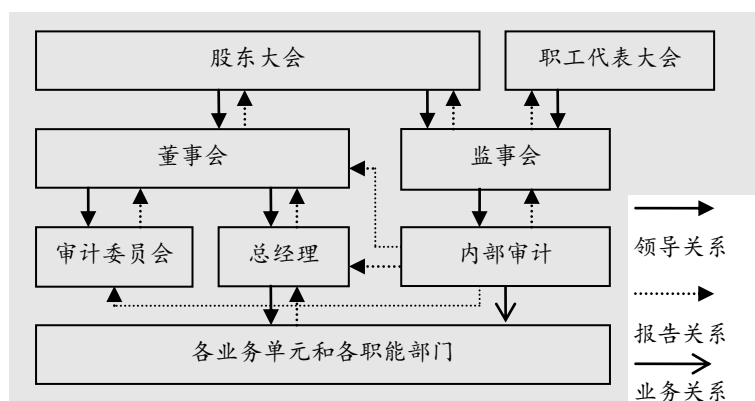 股东大会
职工代表大会
董事会
监事会
审计委员会
总经理
内部审计
各业务单元和各职能部门
领导关系
报告关系
业务关系